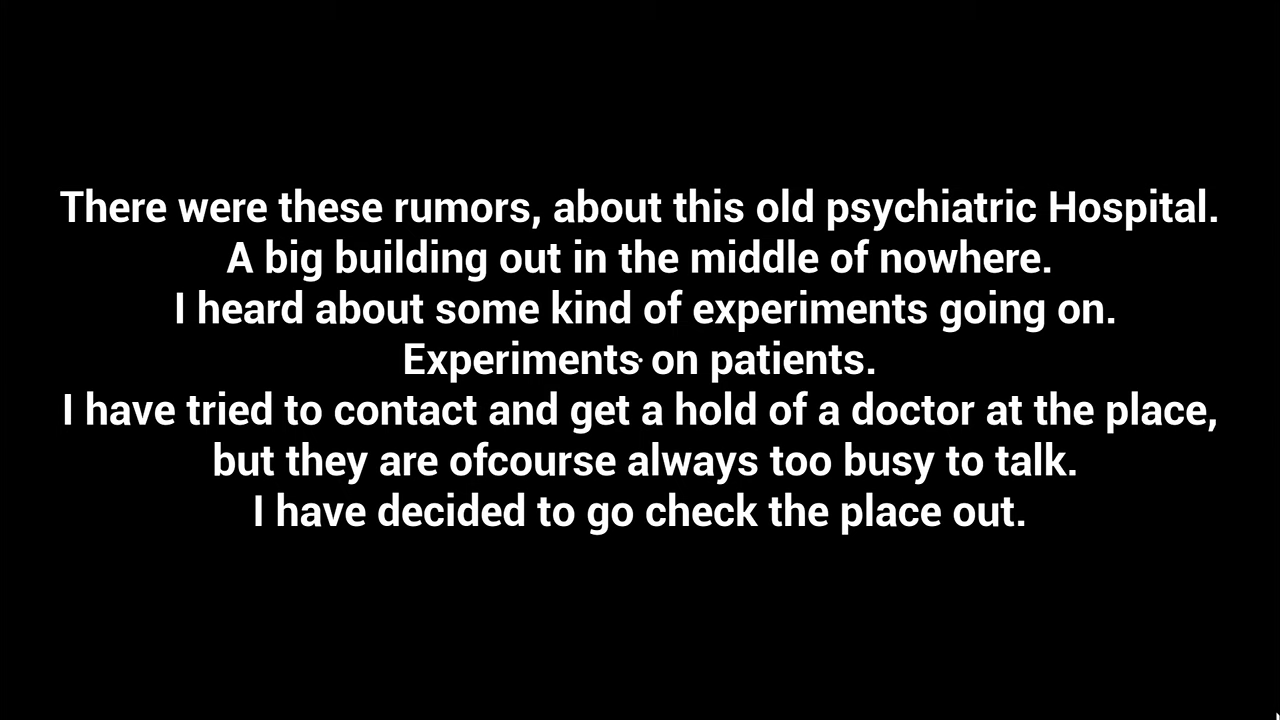 There were these rumors, about this old psychiatric Hospital.
A big building out in the middle of nowhere.
I heard about some kind of experiments going on.
Experiments on patients.
I have tried to contact and get a hold of a doctor at the place,
but they are ofcourse always too busy to talk.
I have decided to go check the place out.